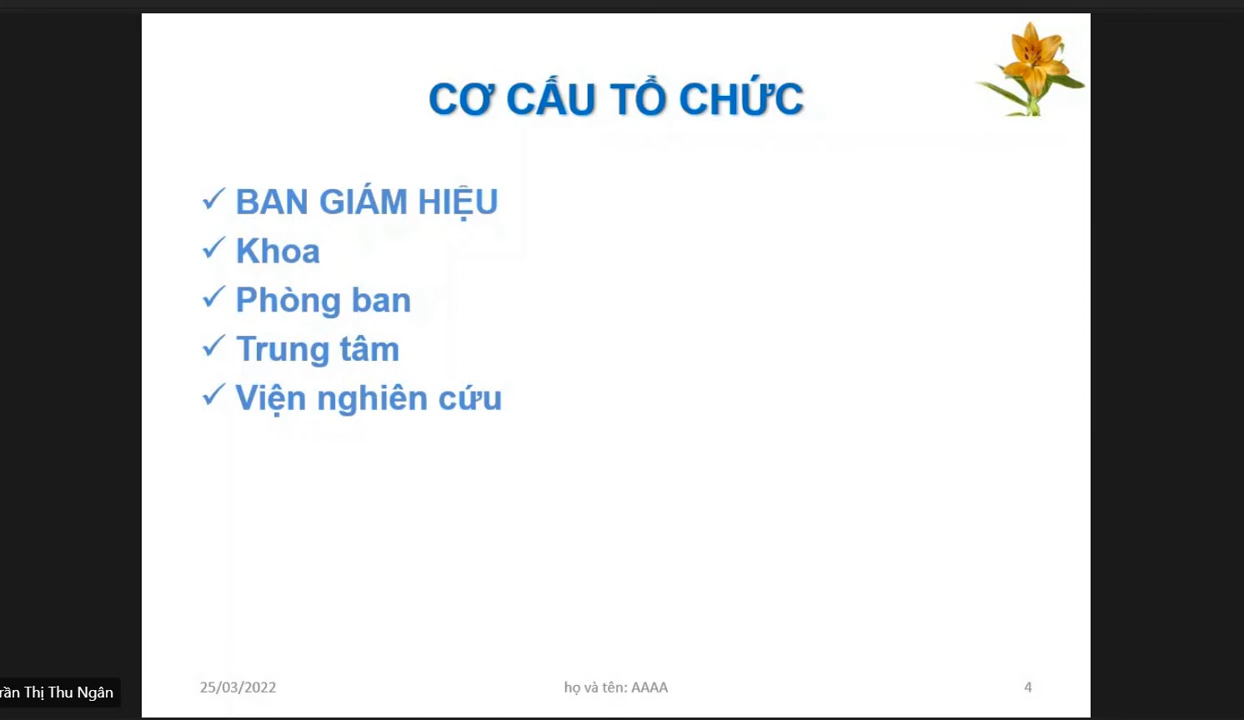 CƠ CẤU TỔ CHỨC
✓ BAN GIÁM HIỆU
✓ Khoa
✓ Phòng ban
✓ Trung tâm
✓ Viện nghiên cứu
25/03/2022
họ và tên: AAAA
4
Thị Thu Ngân